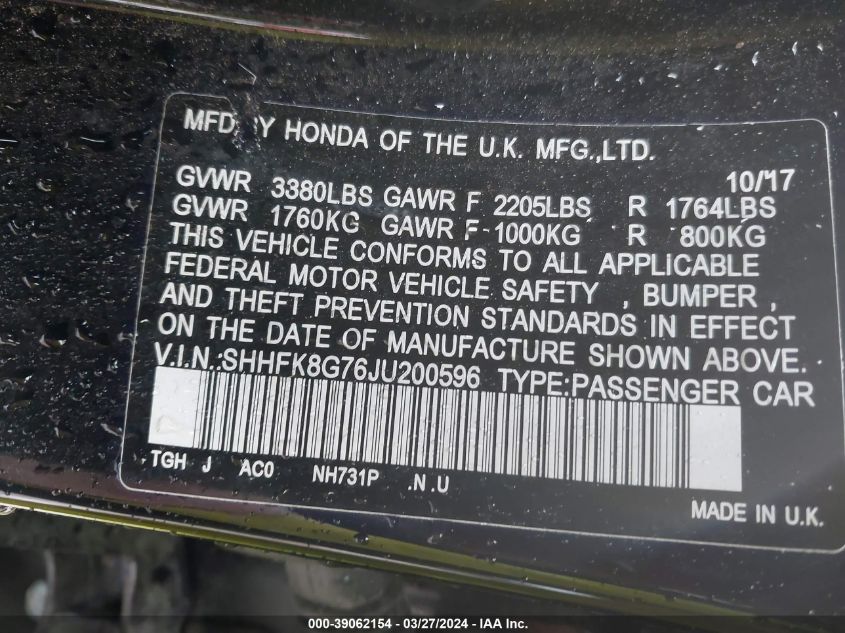 MFD BY HONDA OF THE U.K. MFG.,LTD.
10/17
GVWR 3380LBS GAWR F 2205LBS R 1764LBS
GVWR 1760KG GAWR F 1000KG R 800KG
THIS VEHICLE CONFORMS TO ALL APPLICABLE
FEDERAL MOTOR VEHICLE SAFETY , BUMPER ,
AND THEFT PREVENTION STANDARDS IN EFFECT
ON THE DATE OF MANUFACTURE SHOWN ABOVE.
V.I.N.:SHHFK8G76JU200596 TYPE:PASSENGER CAR
TGH J AC0 NH731P .N .U
MADE IN U.K.
000-39062154 - 03/27/2024 - IAA Inc.